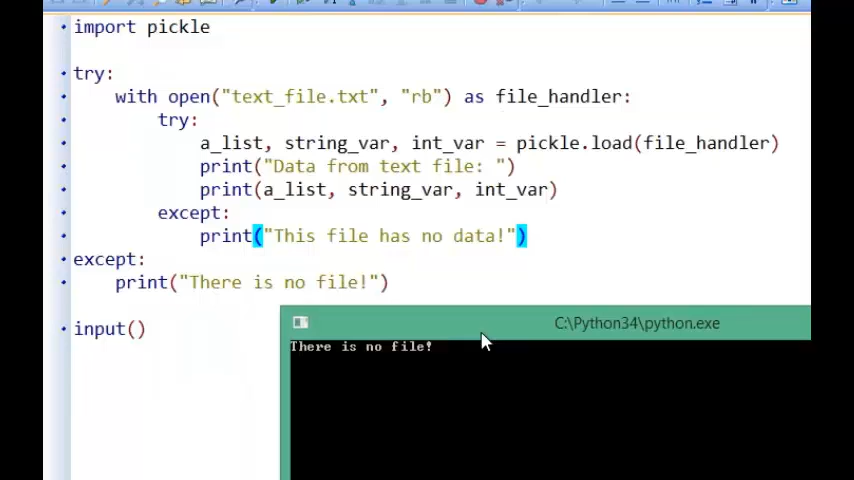 import pickle
try:
with open("text_file.txt", "rb") as file_handler:
try:
a_list, string_var, int_var = pickle.load(file_handler)
print("Data from text file: ")
print(a_list, string_var, int_var)
except:
print("This file has no data!")
except:
print("There is no file!")
input()
C:\Python34\python.exe
There is no file!